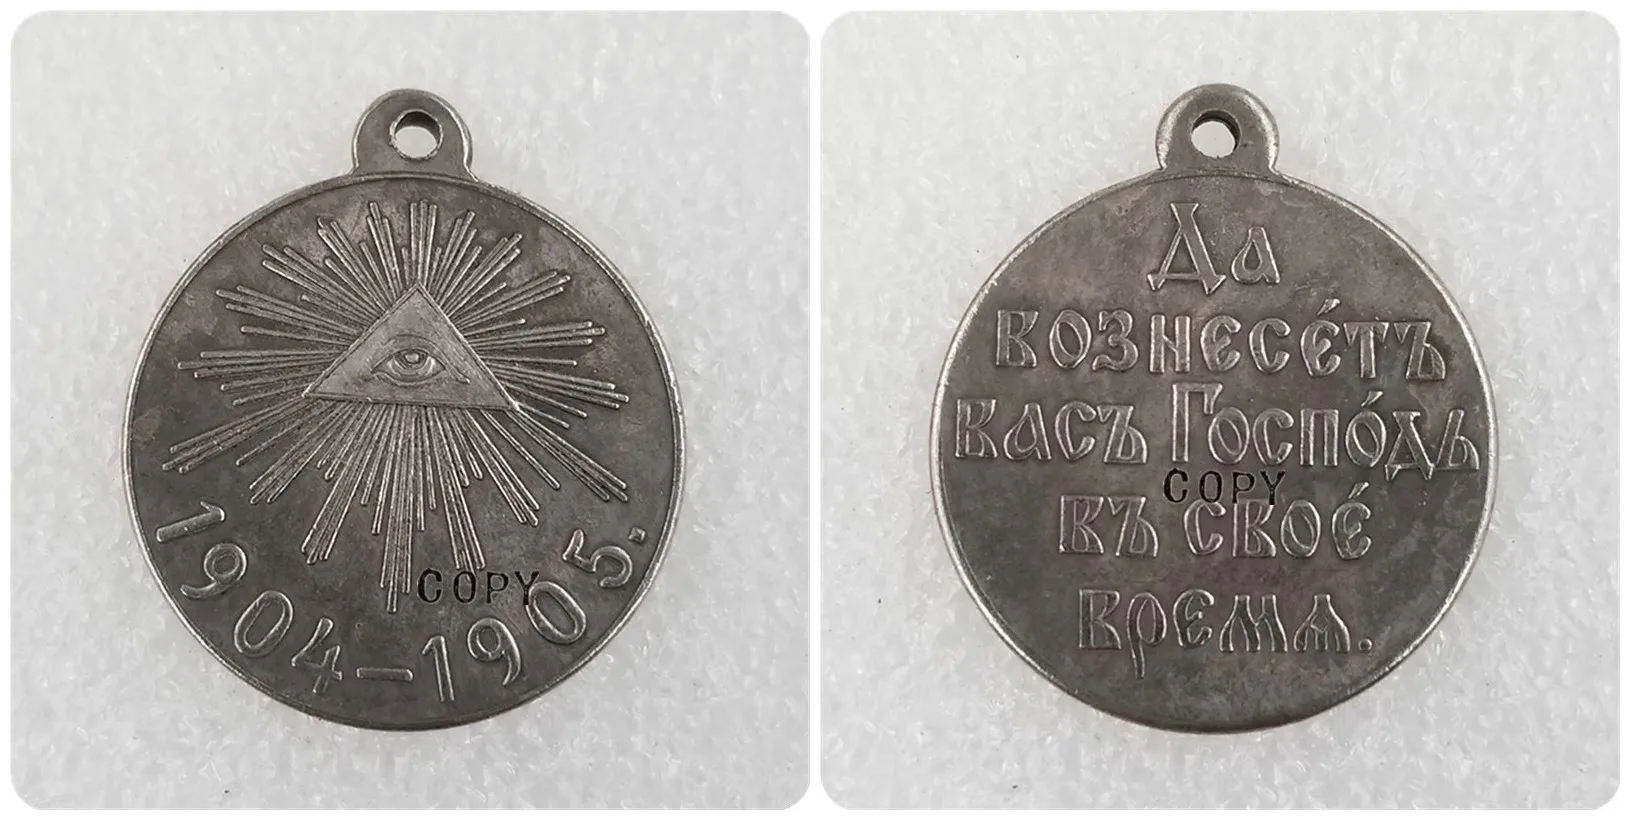 1904-1905.
COPY
Да
вознесе́тъ
васъ Госпо́дь
COPY
въ свое́
время.